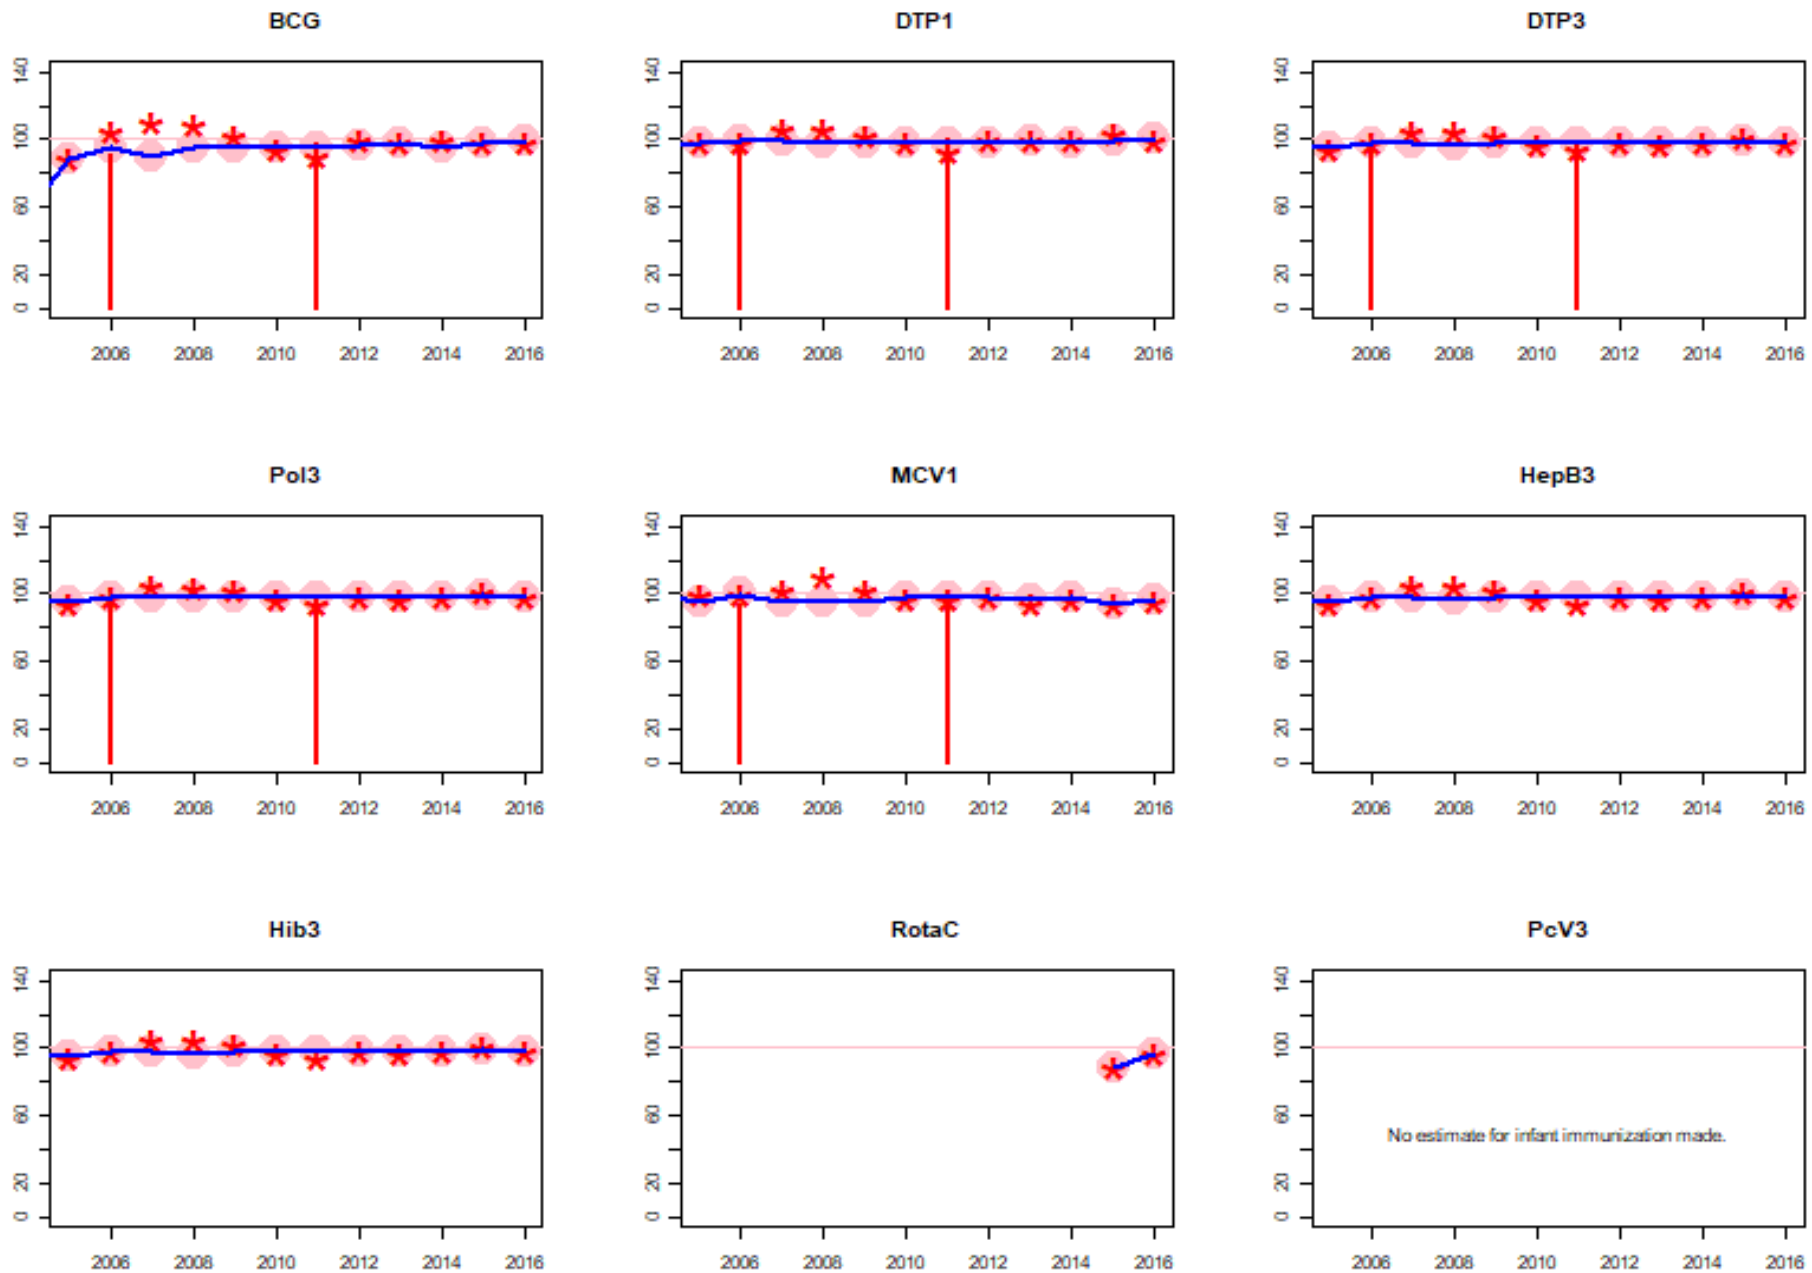 BCG DTP1 DTP3
140 140 140
100 100 100
60 60 60
20 20 20
0 0 0
2006 2008 2010 2012 2014 2016 2006 2008 2010 2012 2014 2016 2006 2008 2010 2012 2014 2016
Pol3 MCV1 HepB3
140 140 140
100 100 100
60 60 60
20 20 20
0 0 0
2006 2008 2010 2012 2014 2016 2006 2008 2010 2012 2014 2016 2006 2008 2010 2012 2014 2016
Hib3 RotaC PcV3
140 140 140
100 100 100
60 60 60
No estimate for infant immunization made.
20 20 20
0 0 0
2006 2008 2010 2012 2014 2016 2006 2008 2010 2012 2014 2016 2006 2008 2010 2012 2014 2016